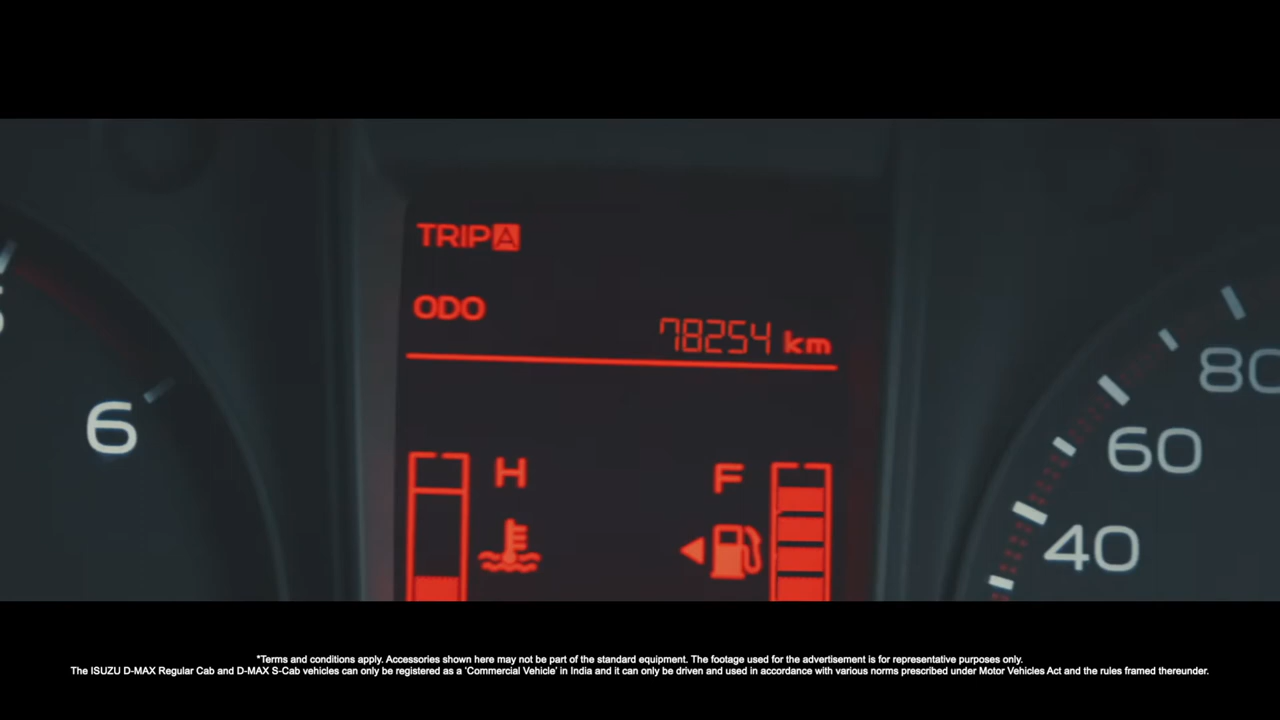 TRIP A
ODO
78254 km
6
H
F
80
60
40
*Terms and conditions apply. Accessories shown here may not be part of the standard equipment. The footage used for the advertisement is for representative purposes only.
The ISUZU D-MAX Regular Cab and D-MAX S-Cab vehicles can only be registered as a ‘Commercial Vehicle’ in India and it can only be driven and used in accordance with various norms prescribed under Motor Vehicles Act and the rules framed thereunder.